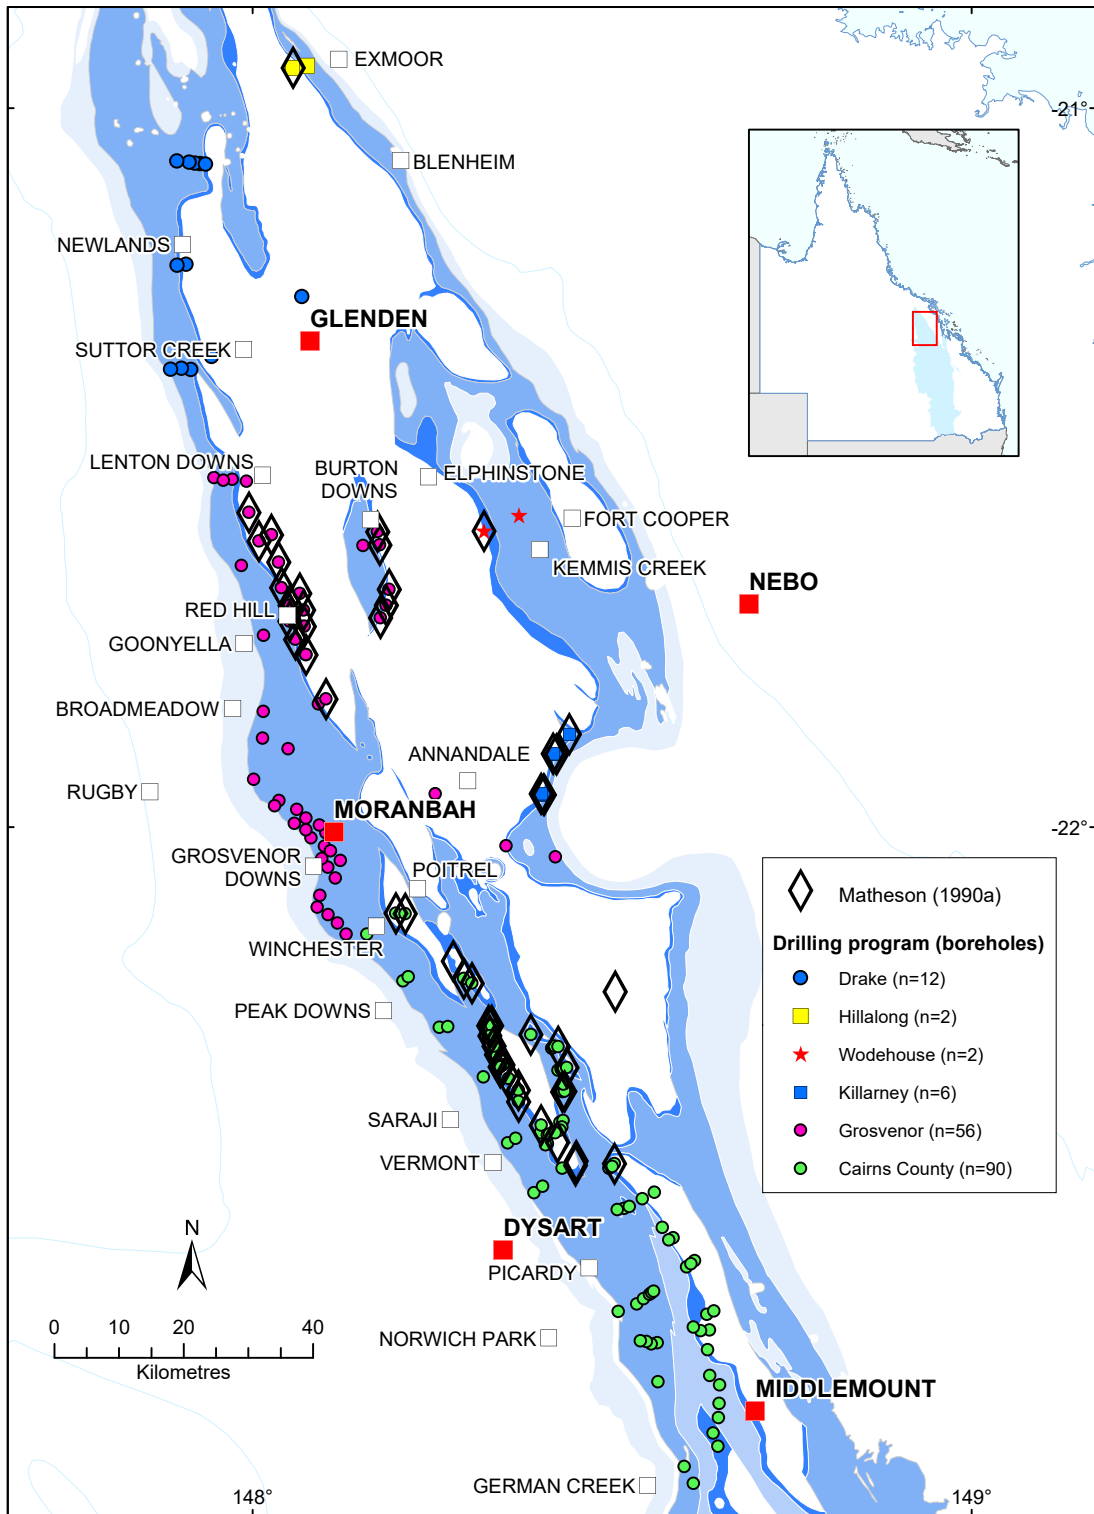 EXMOOR
-21°
BLENHEIM
NEWLANDS
GLENDEN
SUTTOR CREEK
LENTON DOWNS
BURTON
DOWNS
ELPHINSTONE
FORT COOPER
KEMMIS CREEK
NEBO
RED HILL
GOONYELLA
BROADMEADOW
ANNANDALE
RUGBY
MORANBAH
-22°
GROSVENOR
DOWNS
POITREL
WINCHESTER
PEAK DOWNS
SARAJI
VERMONT
DYSART
PICARDY
NORWICH PARK
MIDDLEMOUNT
GERMAN CREEK
Matheson (1990a)
Drilling program (boreholes)
Drake (n=12)
Hillalong (n=2)
Wodehouse (n=2)
Killarney (n=6)
Grosvenor (n=56)
Cairns County (n=90)
N
0 10 20 40
Kilometres
148°
149°